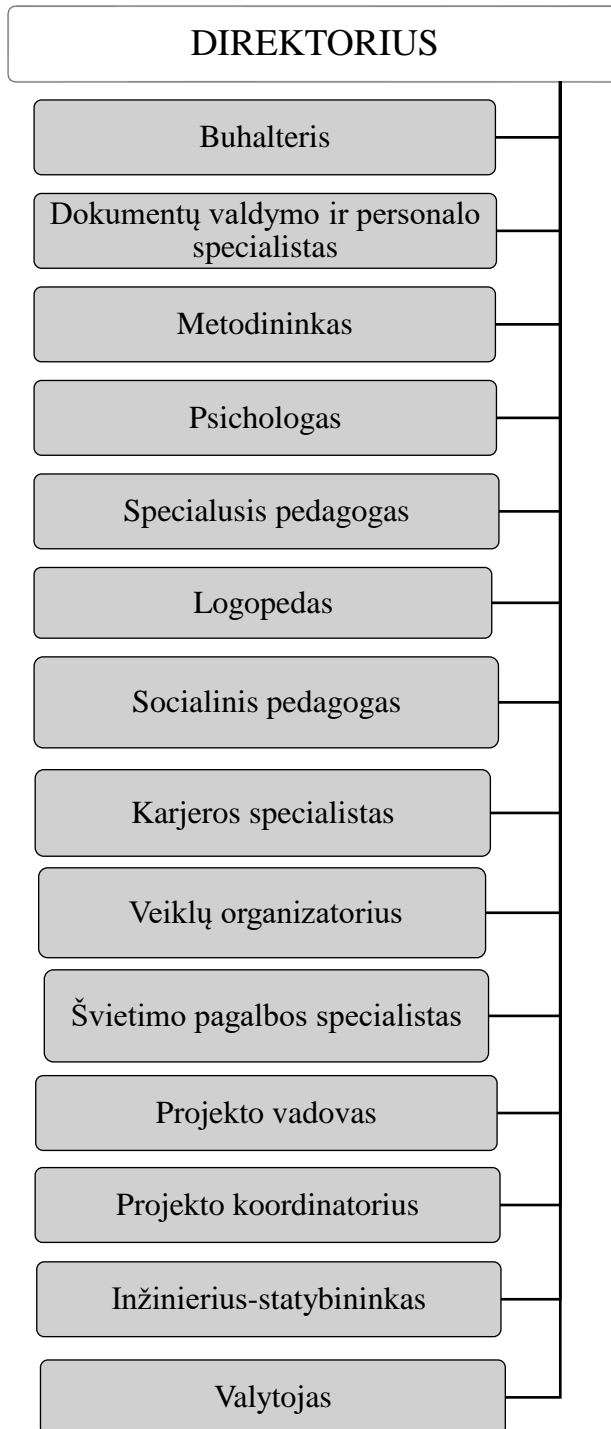 DIREKTORIUS
Buhalteris
Dokumentų valdymo ir personalo
specialistas
Metodininkas
Psichologas
Specialusis pedagogas
Logopedas
Socialinis pedagogas
Karjeros specialistas
Veiklų organizatorius
Švietimo pagalbos specialistas
Projekto vadovas
Projekto koordinatorius
Inžinierius-statybininkas
Valytojas